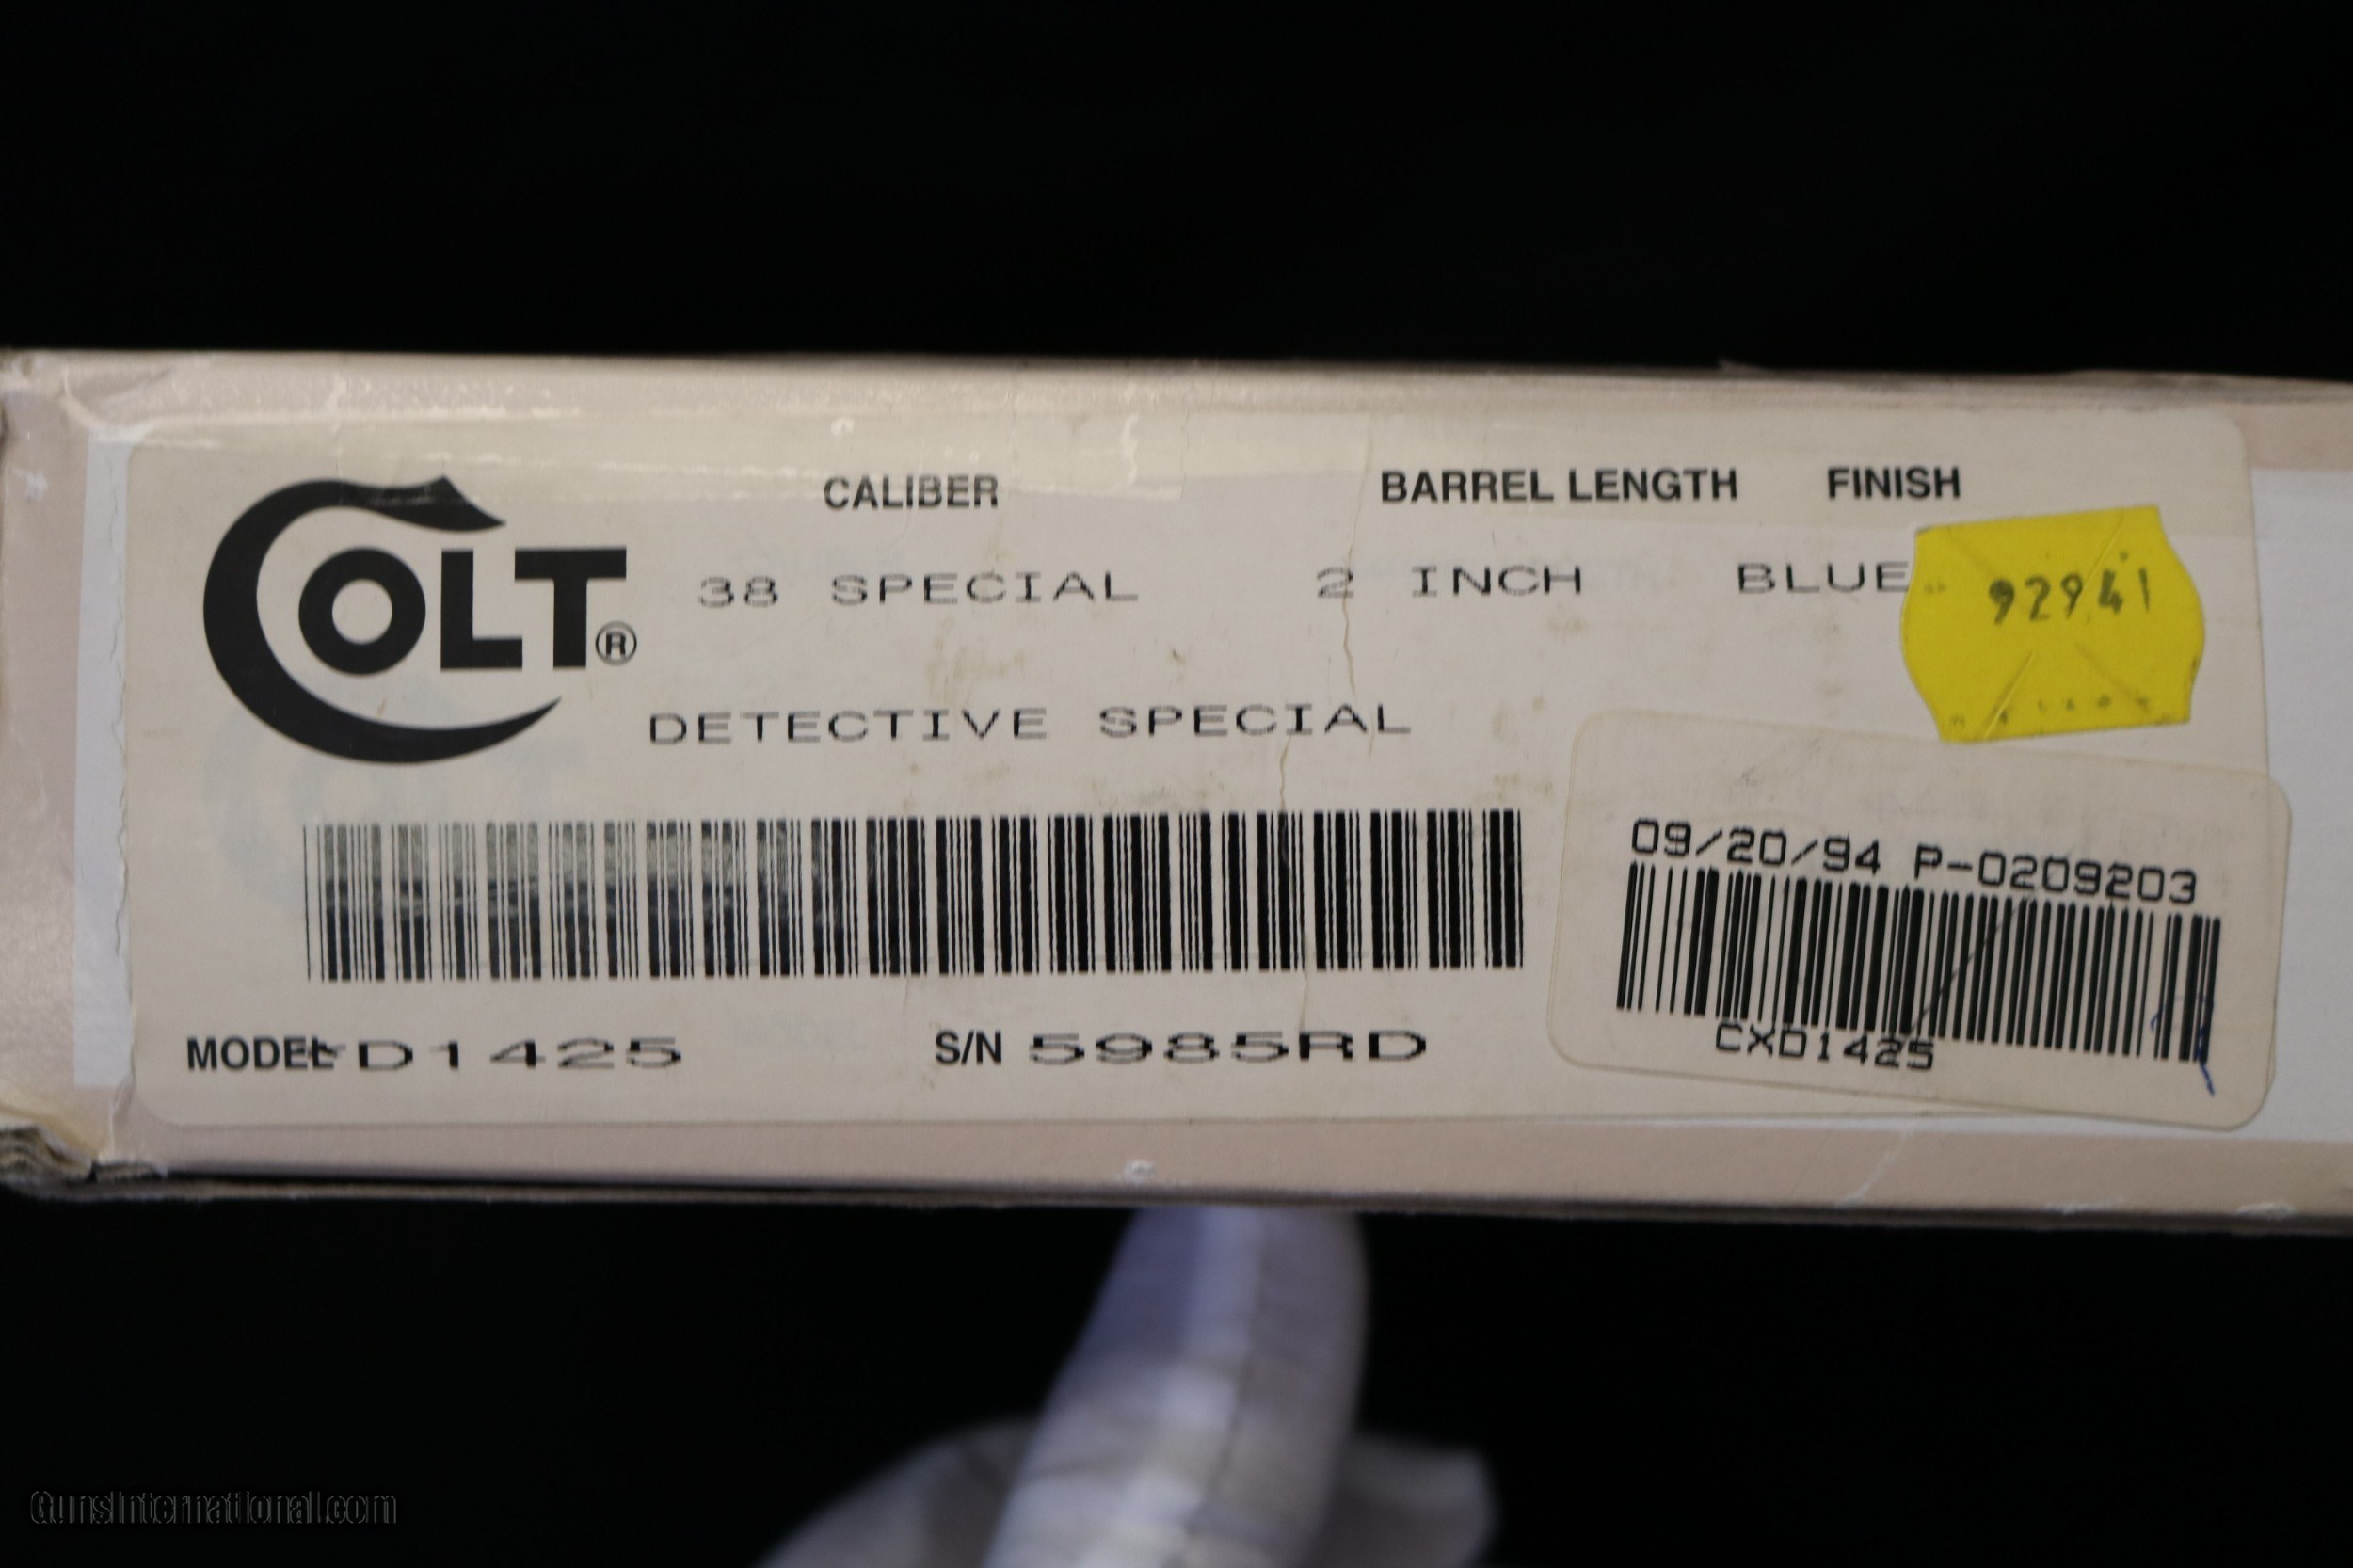 COLT®
CALIBER BARREL LENGTH FINISH
38 SPECIAL 2 INCH BLUE
92941
DETECTIVE SPECIAL
09/20/94 P-0209203
CXD1425
MODEL D1425 S/N 5985RD
GunsInternational.com